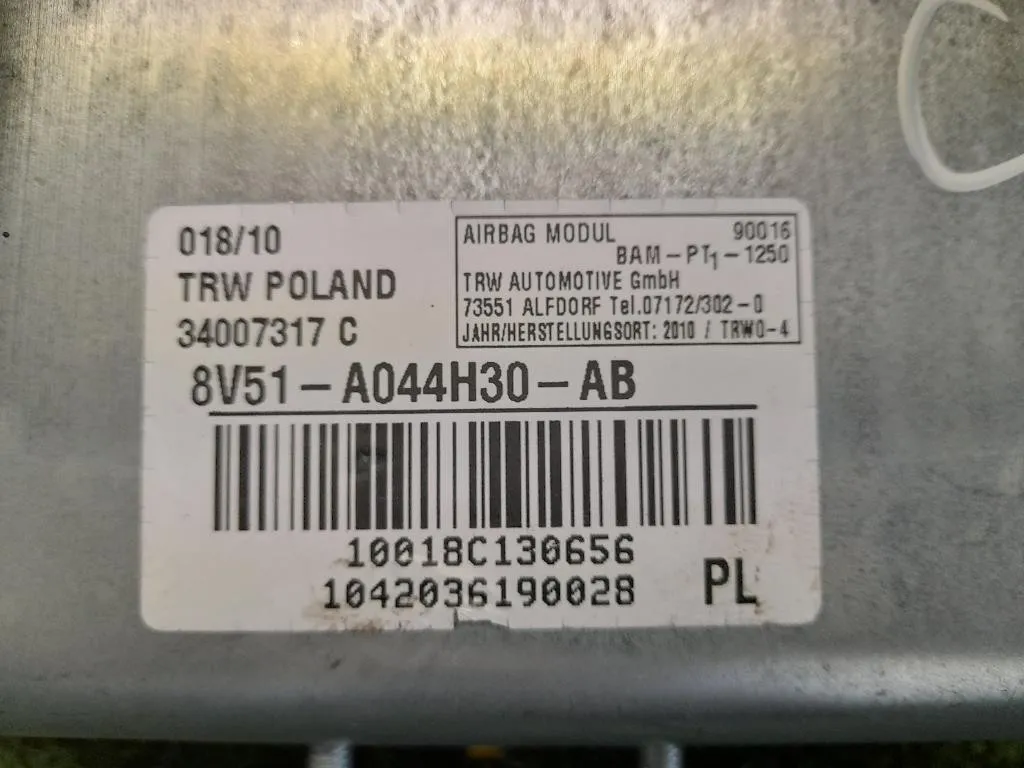 018/10
TRW POLAND
34007317 C
AIRBAG MODUL 90016
BAM-PT1-1250
TRW AUTOMOTIVE GmbH
73551 ALFDORF Tel.07172/302-0
JAHR/HERSTELLUNGSORT: 2010 / TRWO-4
8V51-A044H30-AB
10018C130656
1042036190028
PL